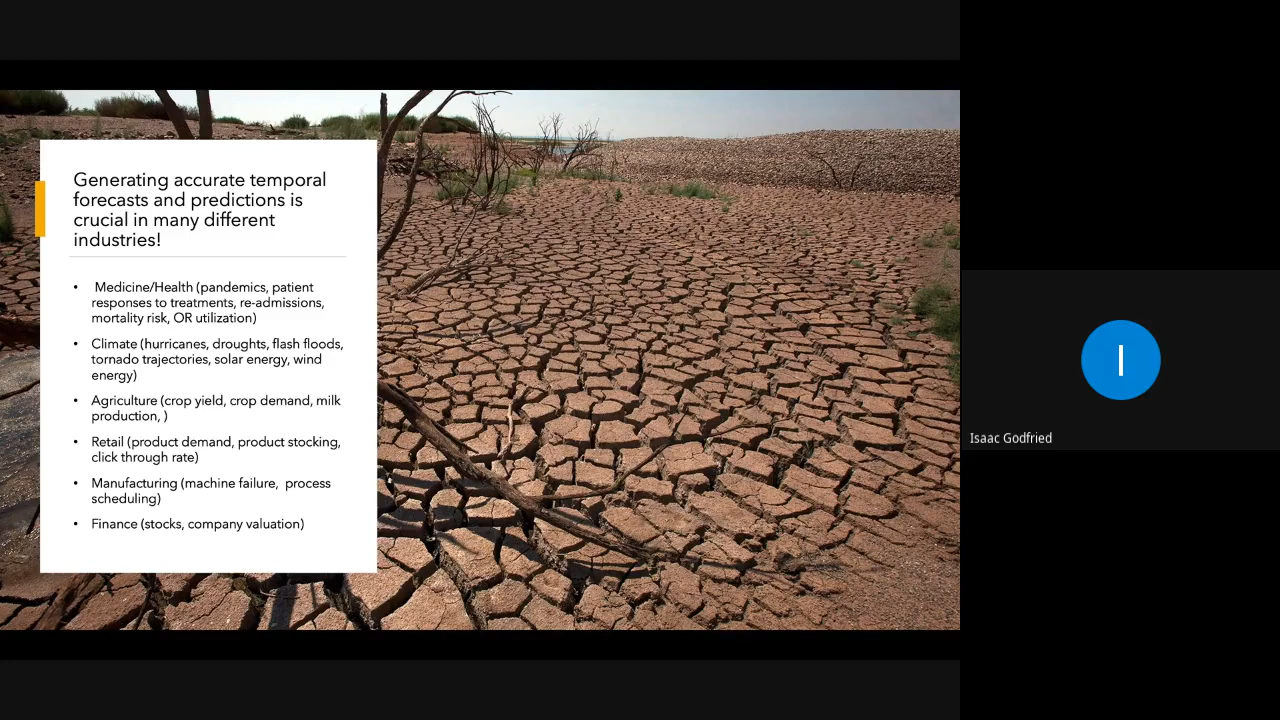 Generating accurate temporal
forecasts and predictions is
crucial in many different
industries!
• Medicine/Health (pandemics, patient
responses to treatments, re-admissions,
mortality risk, OR utilization)
• Climate (hurricanes, droughts, flash floods,
tornado trajectories, solar energy, wind
energy)
• Agriculture (crop yield, crop demand, milk
production, )
• Retail (product demand, product stocking,
click through rate)
• Manufacturing (machine failure, process
scheduling)
• Finance (stocks, company valuation)
I
Isaac Godfried